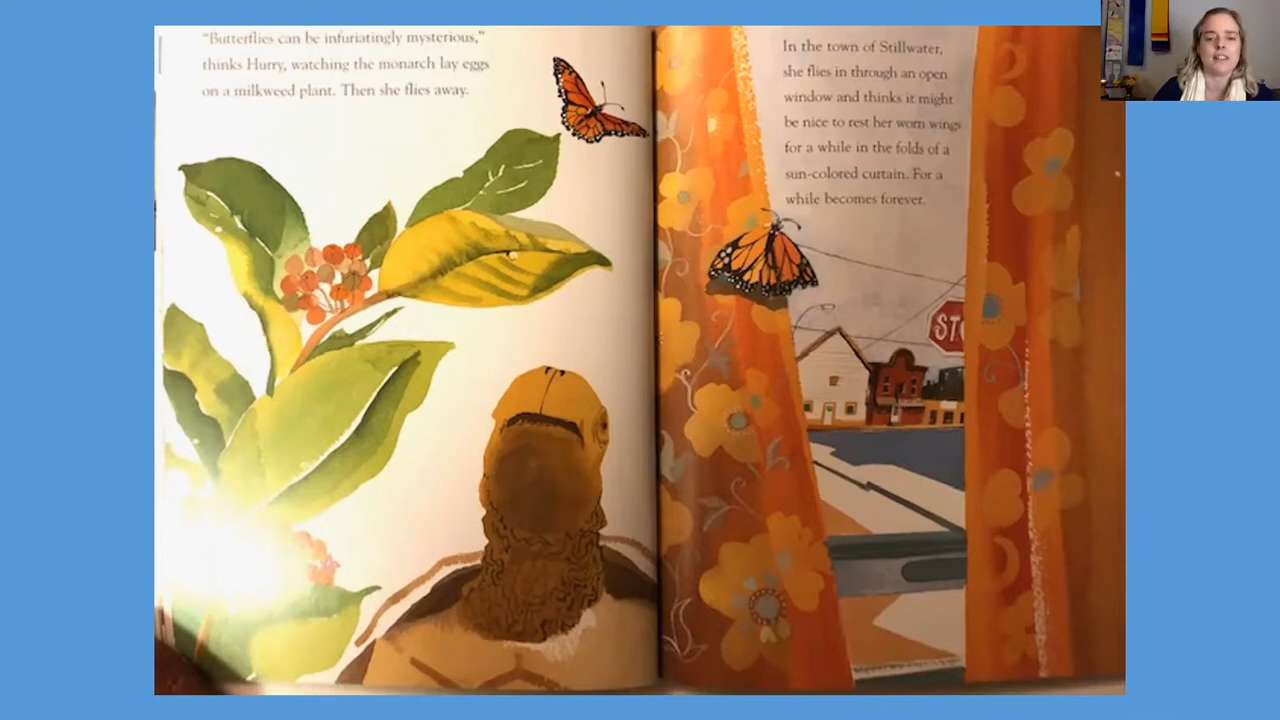 "Butterflies can be infuriatingly mysterious,"
thinks Hurry, watching the monarch lay eggs
on a milkweed plant. Then she flies away.
In the town of Stillwater,
she flies in through an open
window and thinks it might
be nice to rest her worn wings
for a while in the folds of a
sun-colored curtain. For a
while becomes forever.
STO